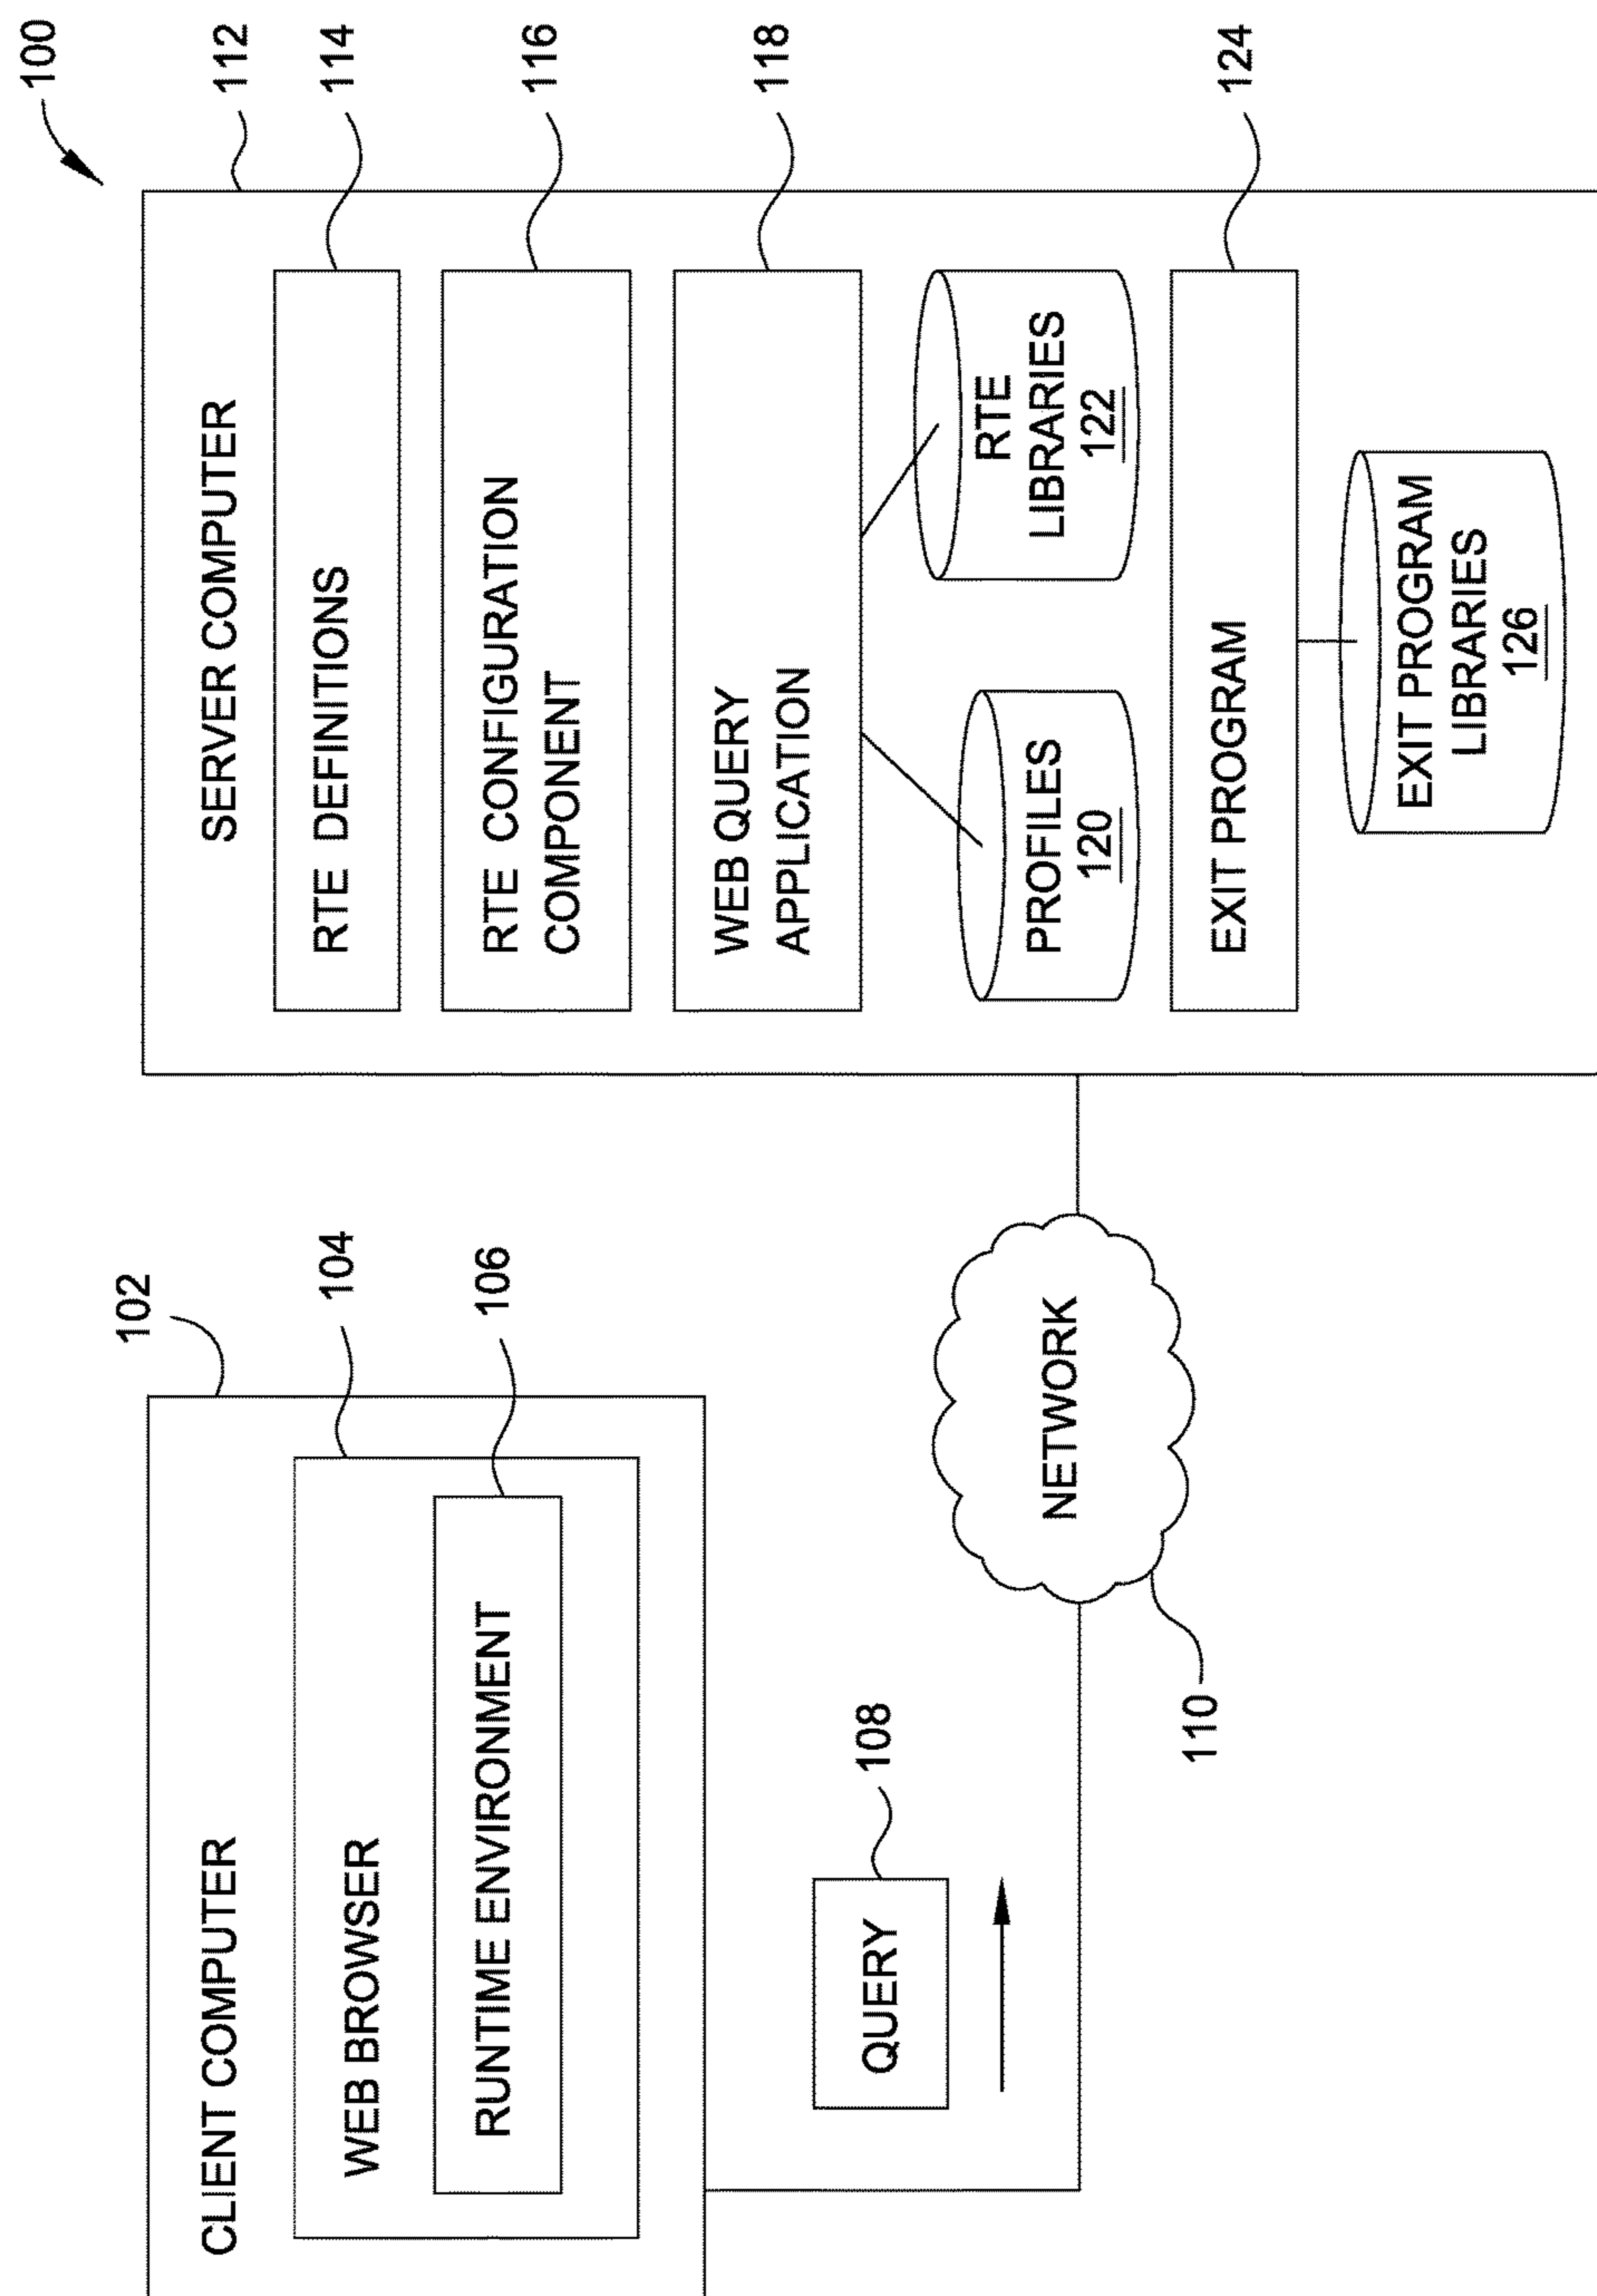 100
CLIENT COMPUTER
102
WEB BROWSER
104
RUNTIME ENVIRONMENT
106
QUERY
108
NETWORK
110
SERVER COMPUTER
112
RTE DEFINITIONS
114
RTE CONFIGURATION
COMPONENT
116
WEB QUERY
APPLICATION
118
PROFILES
120
RTE
LIBRARIES
122
EXIT PROGRAM
124
EXIT PROGRAM
LIBRARIES
126